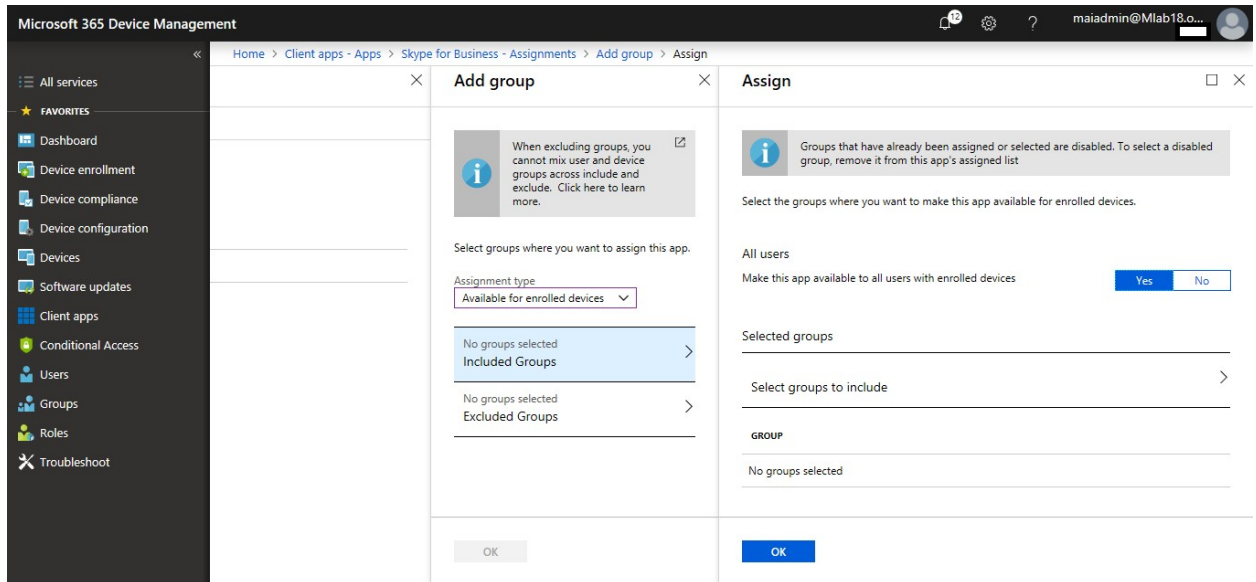 Microsoft 365 Device Management
12
?
maiadmin@Mlab18.o...
«
Home > Client apps - Apps > Skype for Business - Assignments > Add group > Assign
All services
FAVORITES
Dashboard
Device enrollment
Device compliance
Device configuration
Devices
Software updates
Client apps
Conditional Access
Users
Groups
Roles
Troubleshoot
Add group
When excluding groups, you
cannot mix user and device
groups across include and
exclude. Click here to learn
more.
Select groups where you want to assign this app.
Assignment type
Available for enrolled devices
No groups selected
Included Groups
No groups selected
Excluded Groups
OK
Assign
Groups that have already been assigned or selected are disabled. To select a disabled
group, remove it from this app's assigned list
Select the groups where you want to make this app available for enrolled devices.
All users
Make this app available to all users with enrolled devices
Yes
No
Selected groups
Select groups to include
GROUP
No groups selected
OK